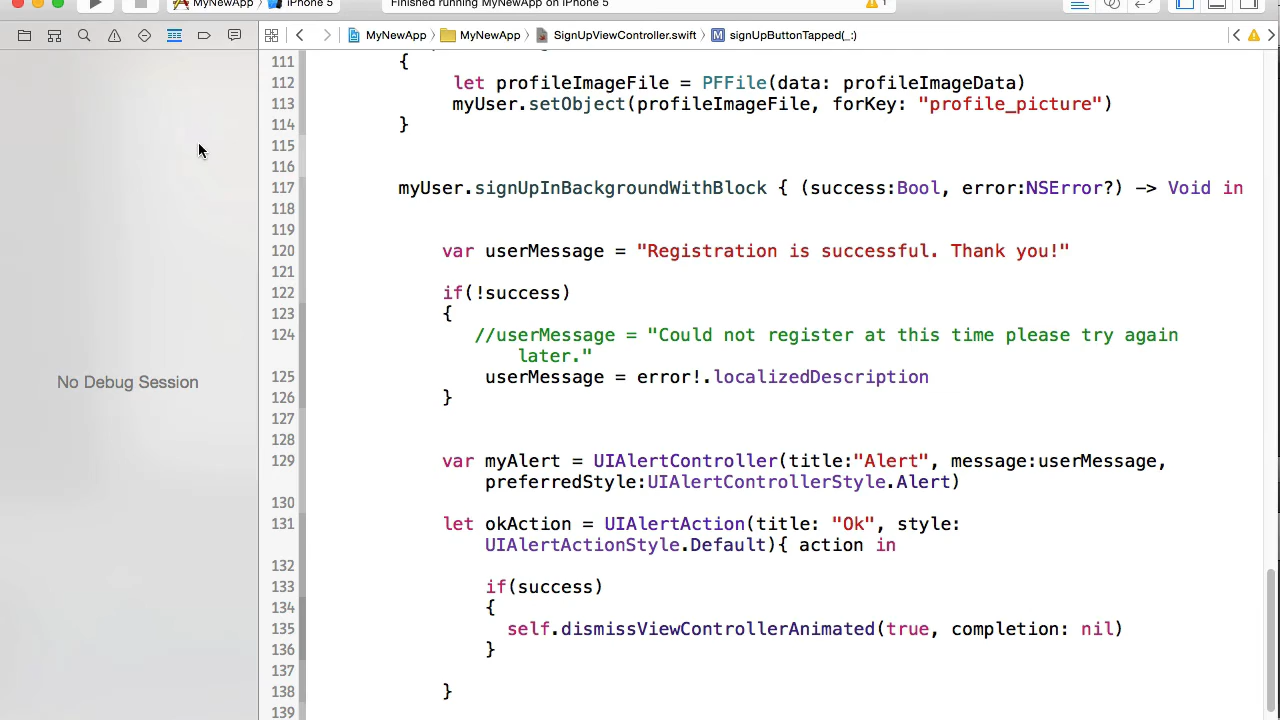 MyNewApp iPhone 5 Finished running MyNewApp on iPhone 5 1
MyNewApp MyNewApp SignUpViewController.swift M signUpButtonTapped(_:)
111 {
112 let profileImageFile = PFFile(data: profileImageData)
113 myUser.setObject(profileImageFile, forKey: "profile_picture")
114 }
115
116
117 myUser.signUpInBackgroundWithBlock { (success:Bool, error:NSError?) -> Void in
118
119
120 var userMessage = "Registration is successful. Thank you!"
121
122 if(!success)
123 {
124 //userMessage = "Could not register at this time please try again
later."
125 userMessage = error!.localizedDescription
126 }
127
128
129 var myAlert = UIAlertController(title:"Alert", message:userMessage,
preferredStyle:UIAlertControllerStyle.Alert)
130
131 let okAction = UIAlertAction(title: "Ok", style:
UIAlertActionStyle.Default){ action in
132
133 if(success)
134 {
135 self.dismissViewControllerAnimated(true, completion: nil)
136 }
137
138 }
139
No Debug Session